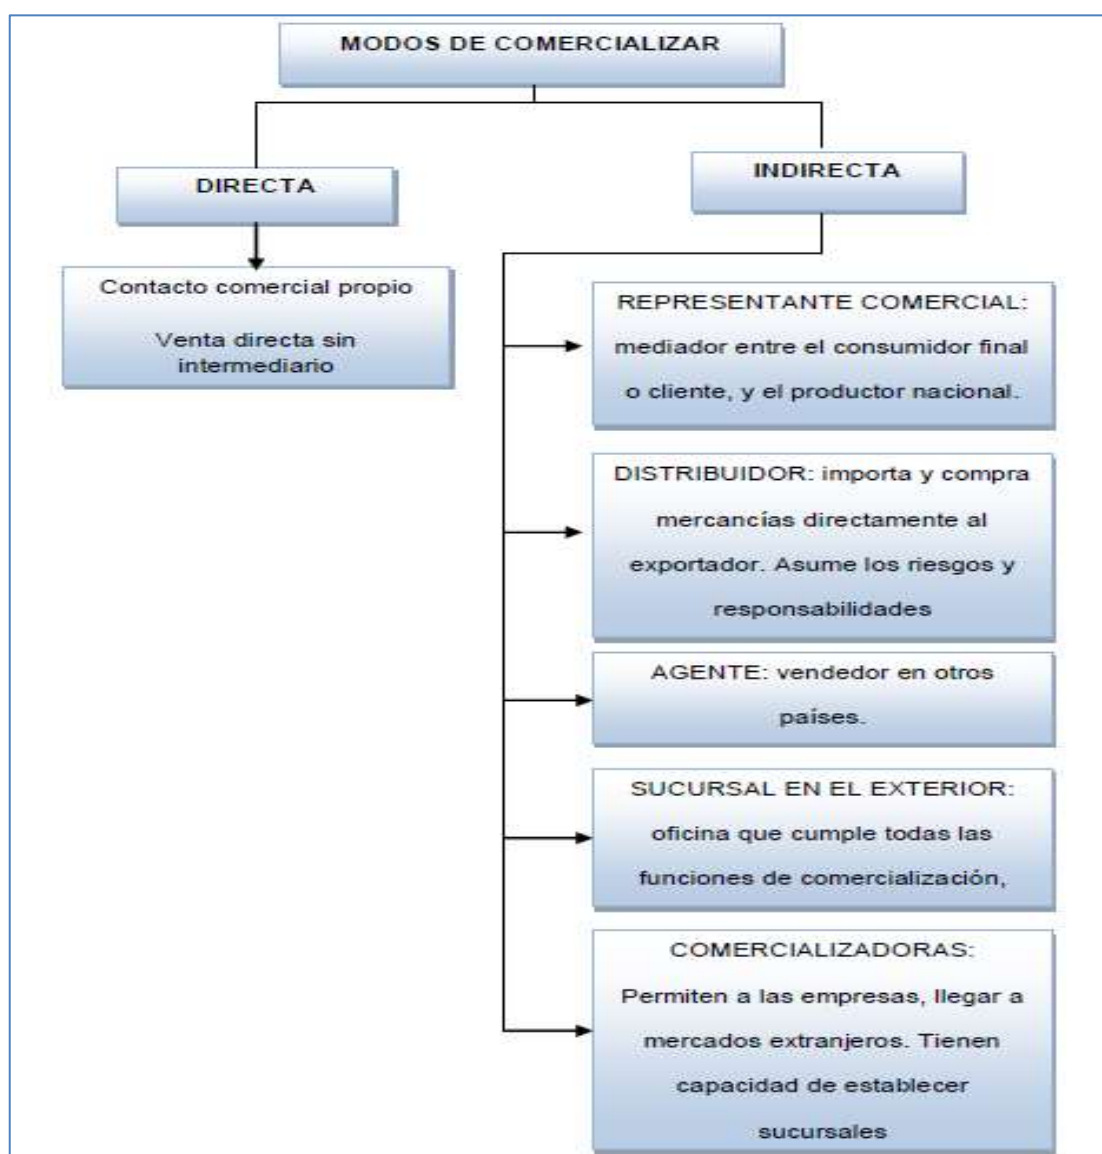 MODOS DE COMERCIALIZAR
DIRECTA
INDIRECTA
Contacto comercial propio
Venta directa sin
intermediario
REPRESENTANTE COMERCIAL:
mediador entre el consumidor final
o cliente, y el productor nacional.
DISTRIBUIDOR: importa y compra
mercancías directamente al
exportador. Asume los riesgos y
responsabilidades
AGENTE: vendedor en otros
países.
SUCURSAL EN EL EXTERIOR:
oficina que cumple todas las
funciones de comercialización,
COMERCIALIZADORAS:
Permiten a las empresas, llegar a
mercados extranjeros. Tienen
capacidad de establecer
sucursales